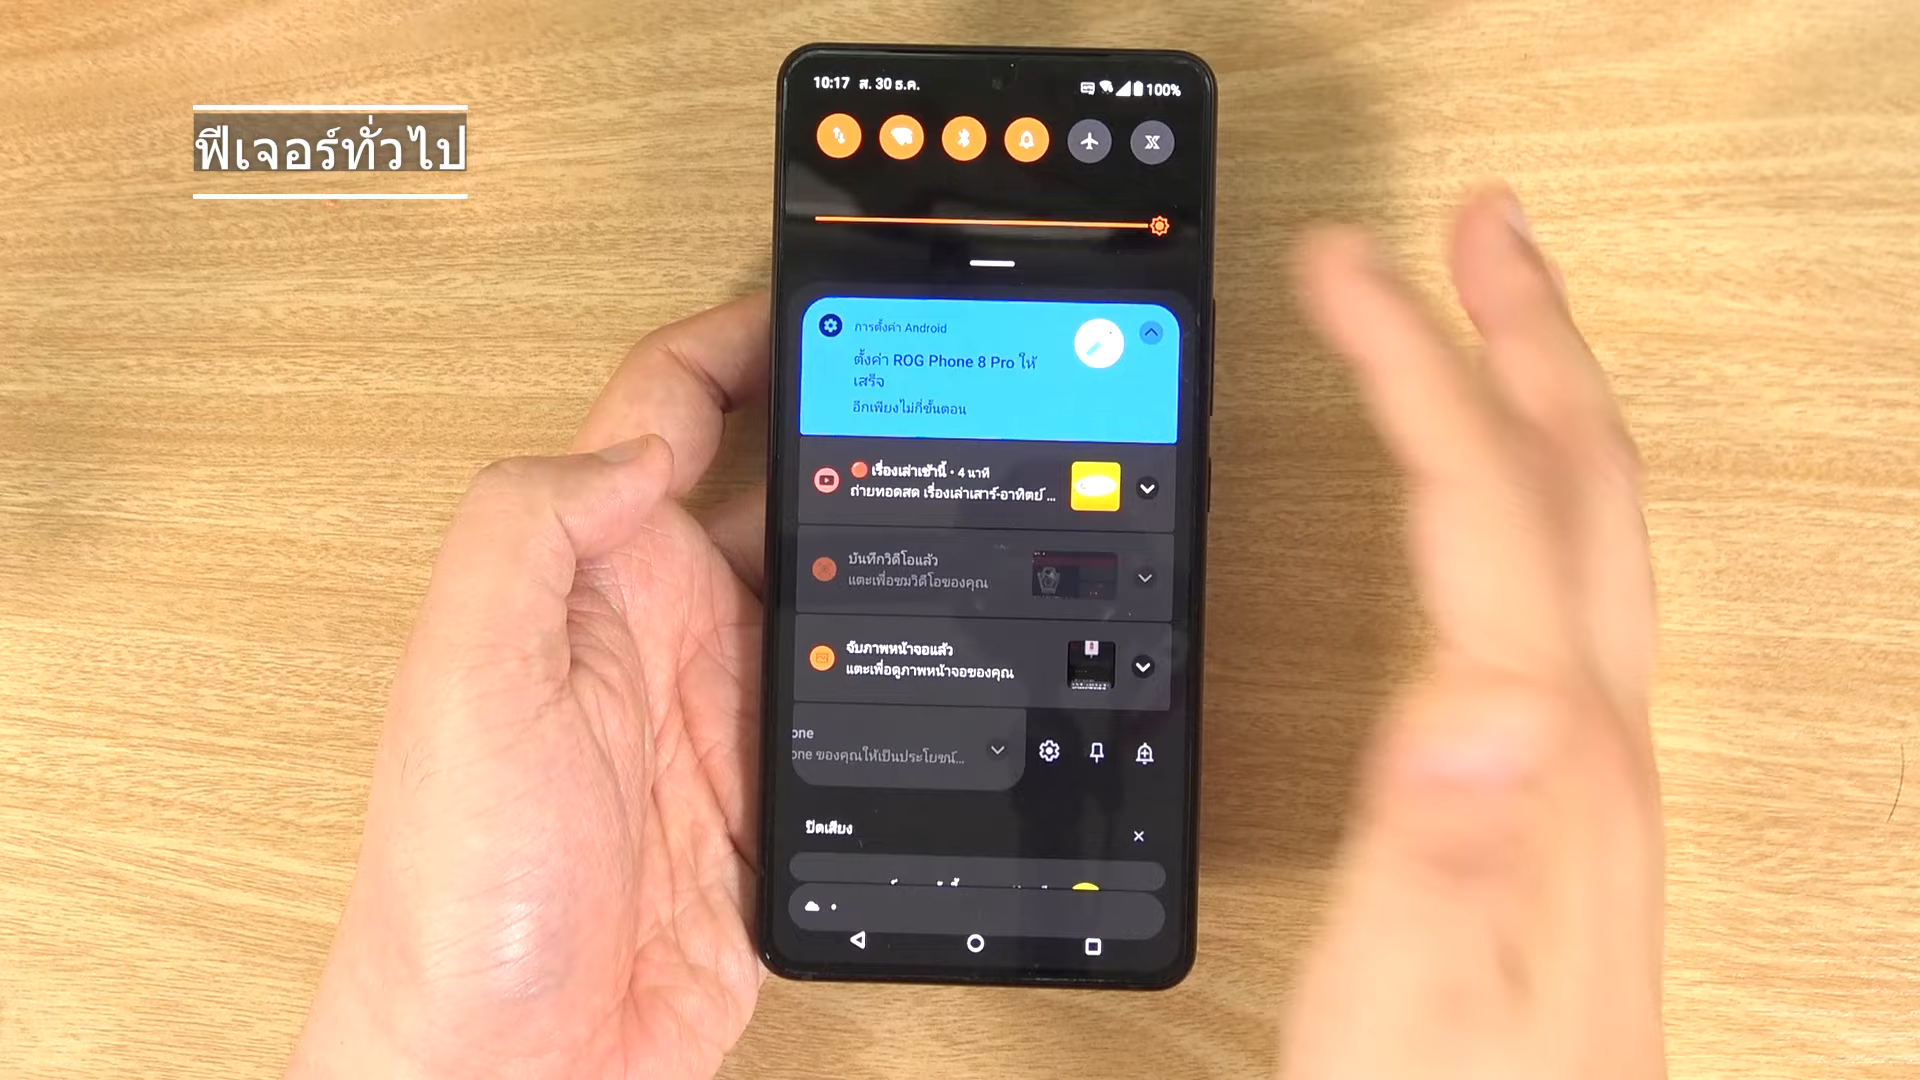 ฟีเจอร์ทั่วไป
10:17 ส. 30 ธ.ค.
100%
การตั้งค่า Android
ตั้งค่า ROG Phone 8 Pro ให้
เสร็จ
อีกเพียงไม่กี่ขั้นตอน
เรื่องเล่าเช้านี้ • 4 นาที
ถ่ายทอดสด เรื่องเล่าเสาร์-อาทิตย์ ...
บันทึกวิดีโอแล้ว
แตะเพื่อชมวิดีโอของคุณ
จับภาพหน้าจอแล้ว
แตะเพื่อดูภาพหน้าจอของคุณ
one
one ของคุณให้เป็นประโยชน์...
ปิดเสียง